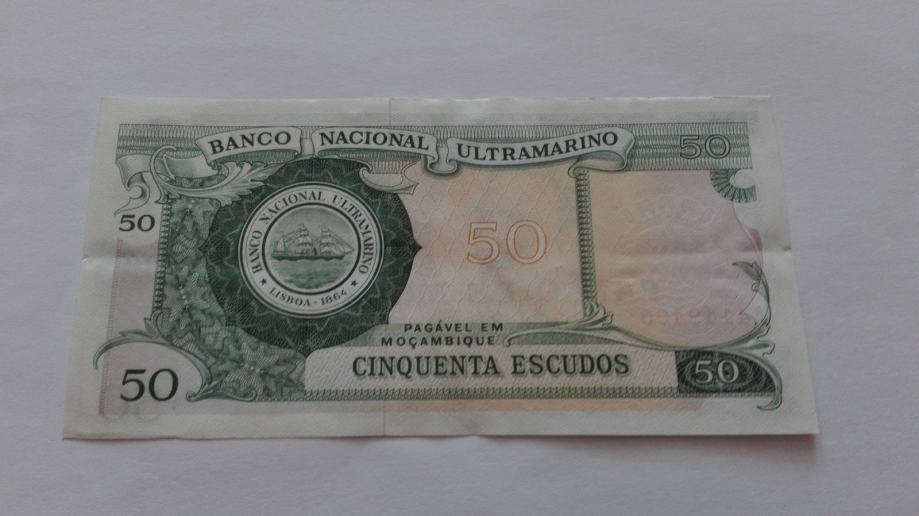 BANCO NACIONAL ULTRAMARINO
50
50
BANCO NACIONAL ULTRAMARINO
50
★ LISBOA - 1864 ★
PAGÁVEL EM
MOÇAMBIQUE
CINQUENTA ESCUDOS
50
50